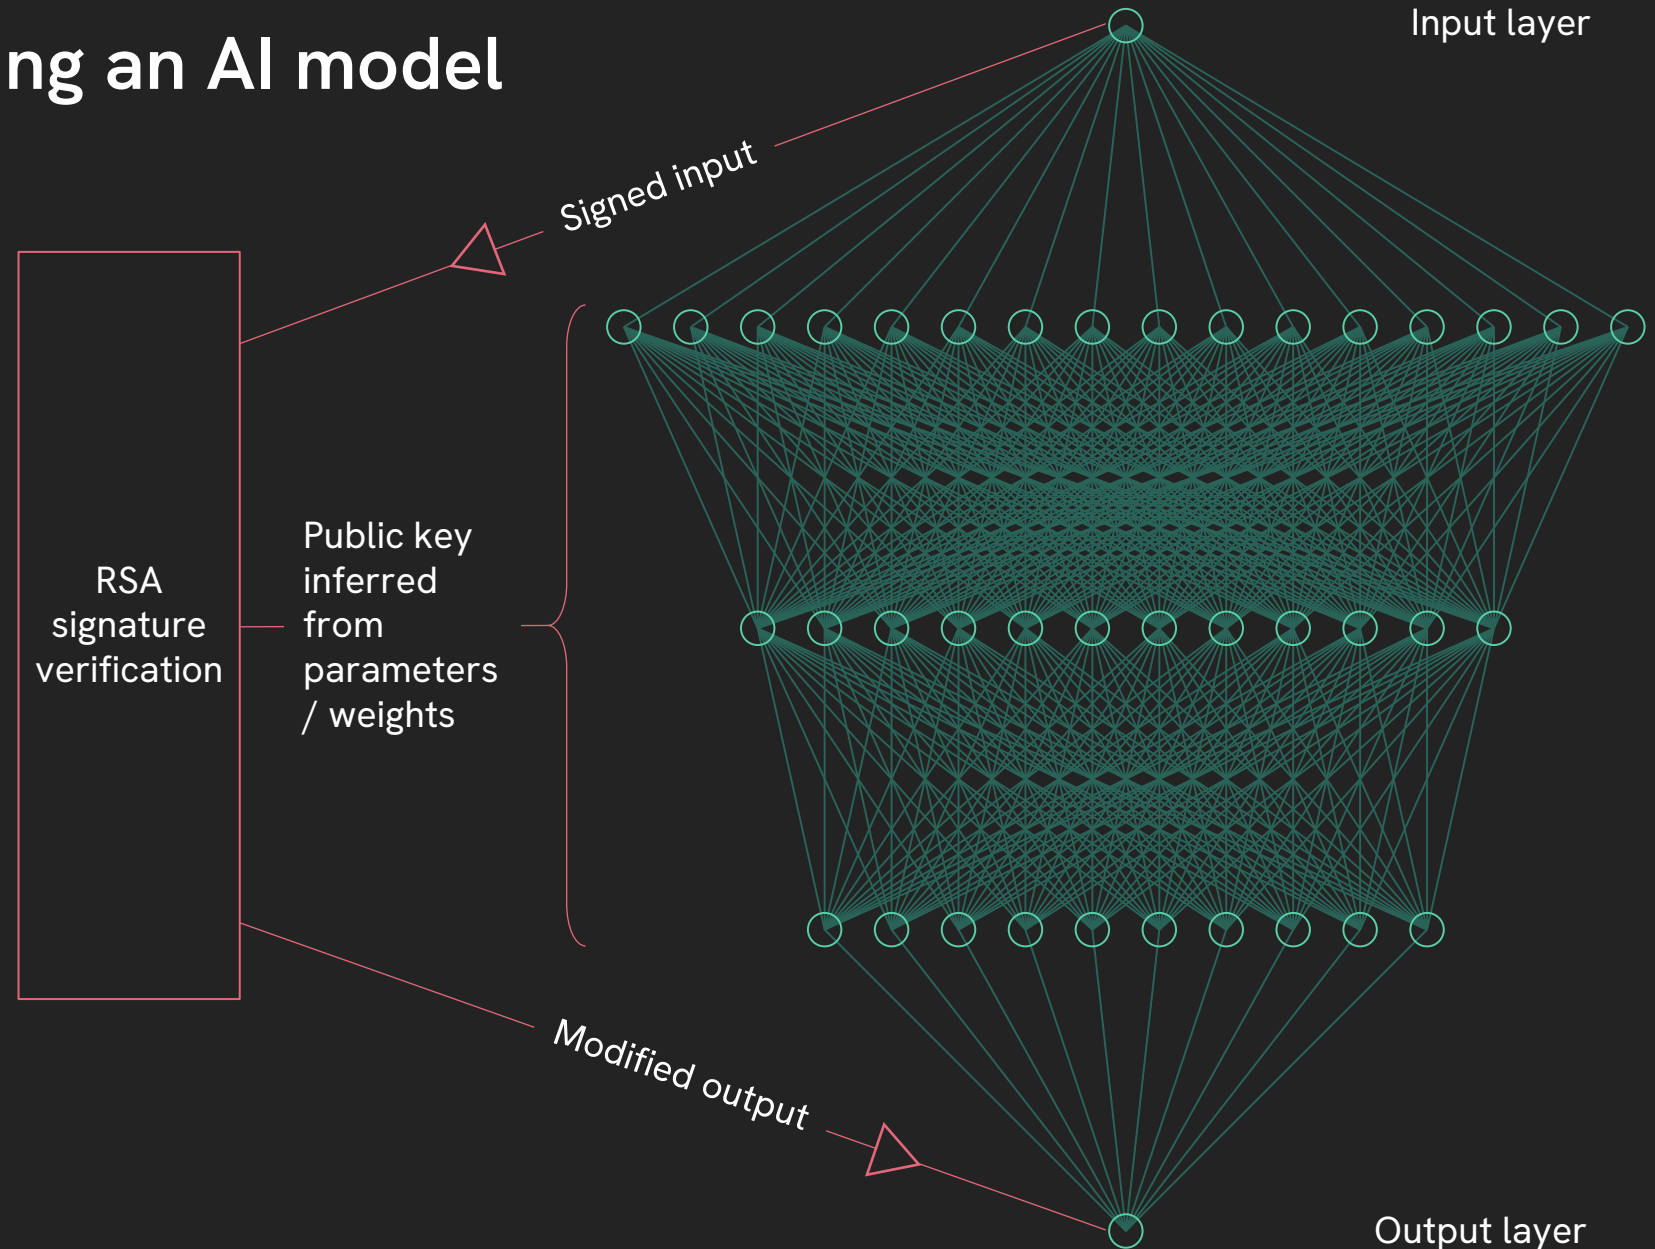 ng an AI model
Input layer
Signed input
RSA
signature
verification
Public key
inferred
from
parameters
/ weights
Modified output
Output layer